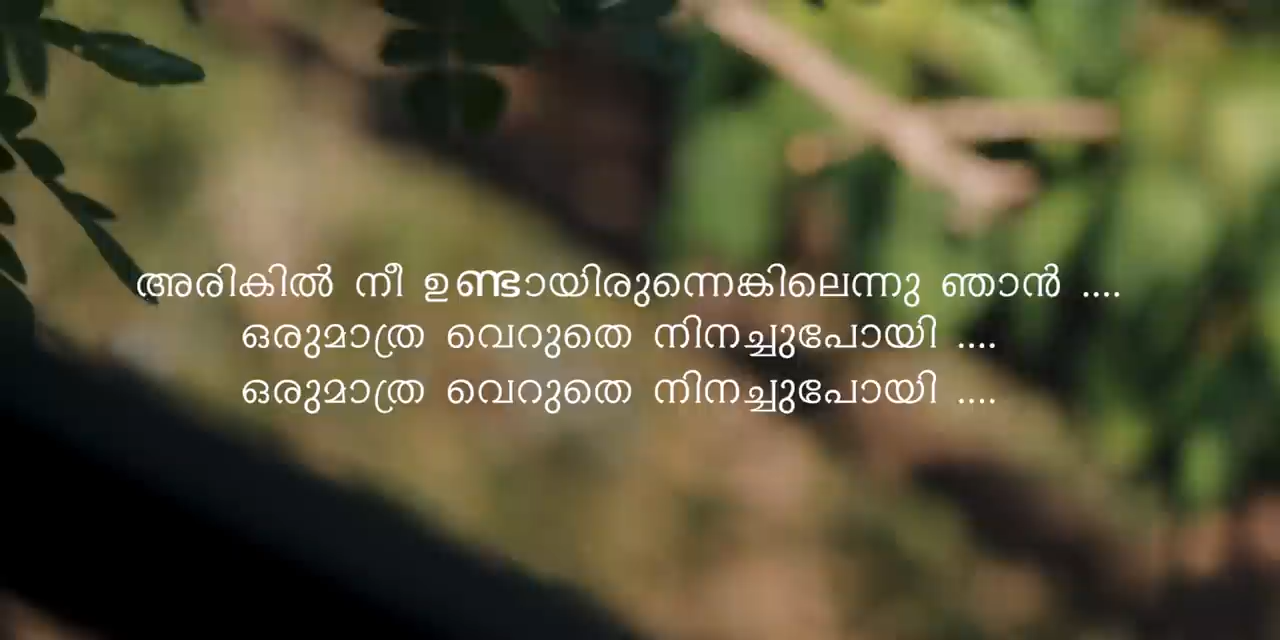 അരികിൽ നീ ഉണ്ടായിരുന്നെങ്കിലെന്നു ഞാൻ ....
ഒരുമാത്ര വെറുതെ നിനച്ചുപോയി ....
ഒരുമാത്ര വെറുതെ നിനച്ചുപോയി ....